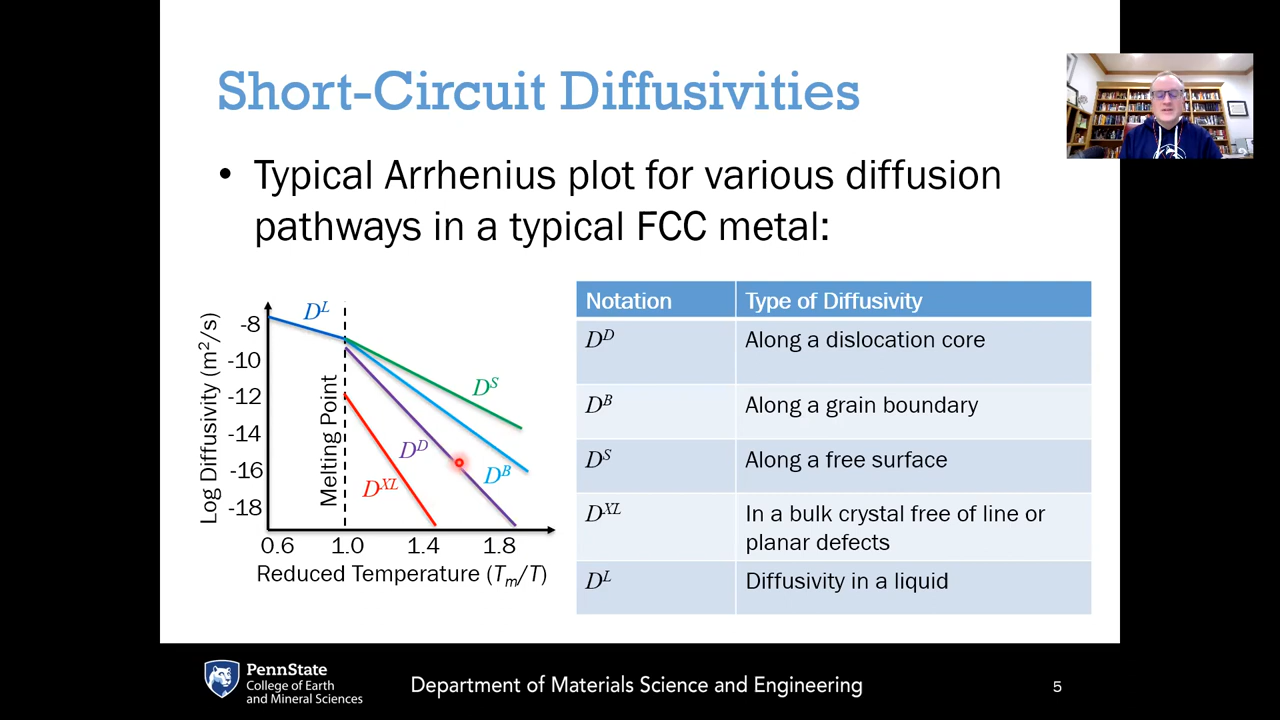 Short-Circuit Diffusivities
• Typical Arrhenius plot for various diffusion
pathways in a typical FCC metal:
Log Diffusivity (m²/s)
-8
-10
-12
-14
-16
-18
Melting Point
D^L
D^S
D^D
D^B
D^XL
0.6 1.0 1.4 1.8
Reduced Temperature (Tₘ/T)
Notation Type of Diffusivity
D^D Along a dislocation core
D^B Along a grain boundary
D^S Along a free surface
D^XL In a bulk crystal free of line or
planar defects
D^L Diffusivity in a liquid
PennState
College of Earth
and Mineral Sciences
Department of Materials Science and Engineering
5